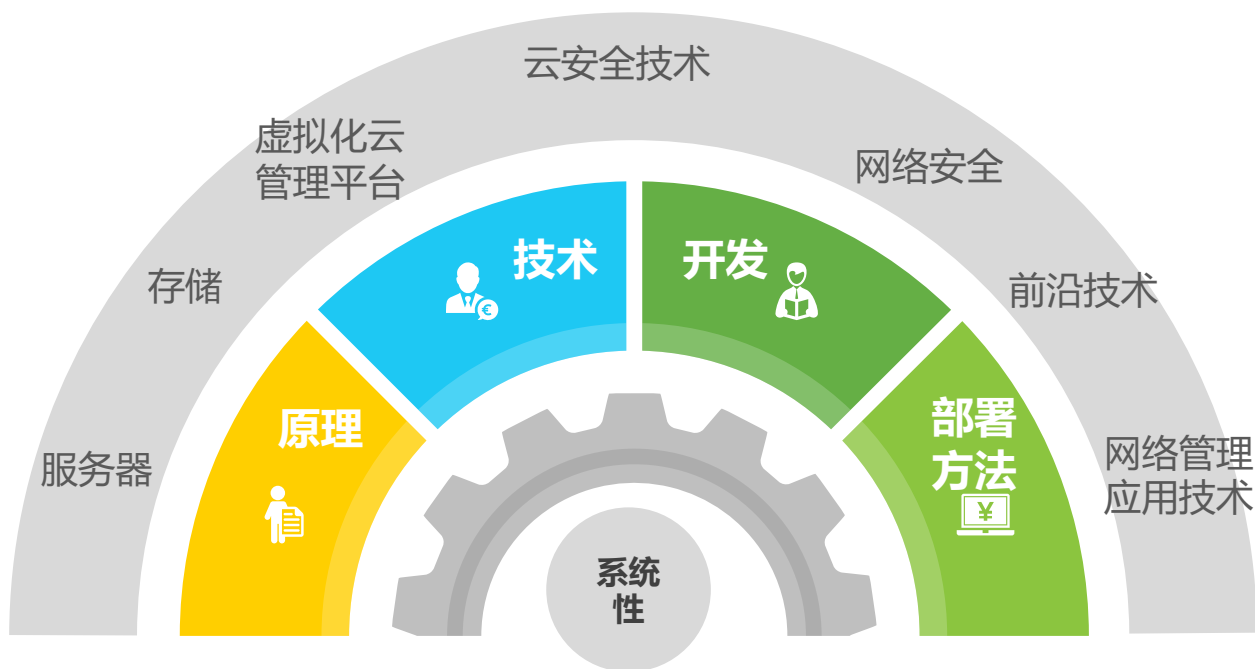 云安全技术
虚拟化云
管理平台
网络安全
存储
前沿技术
服务器
网络管理
应用技术
技术
€
开发
原理
部署
方法
¥
系统
性